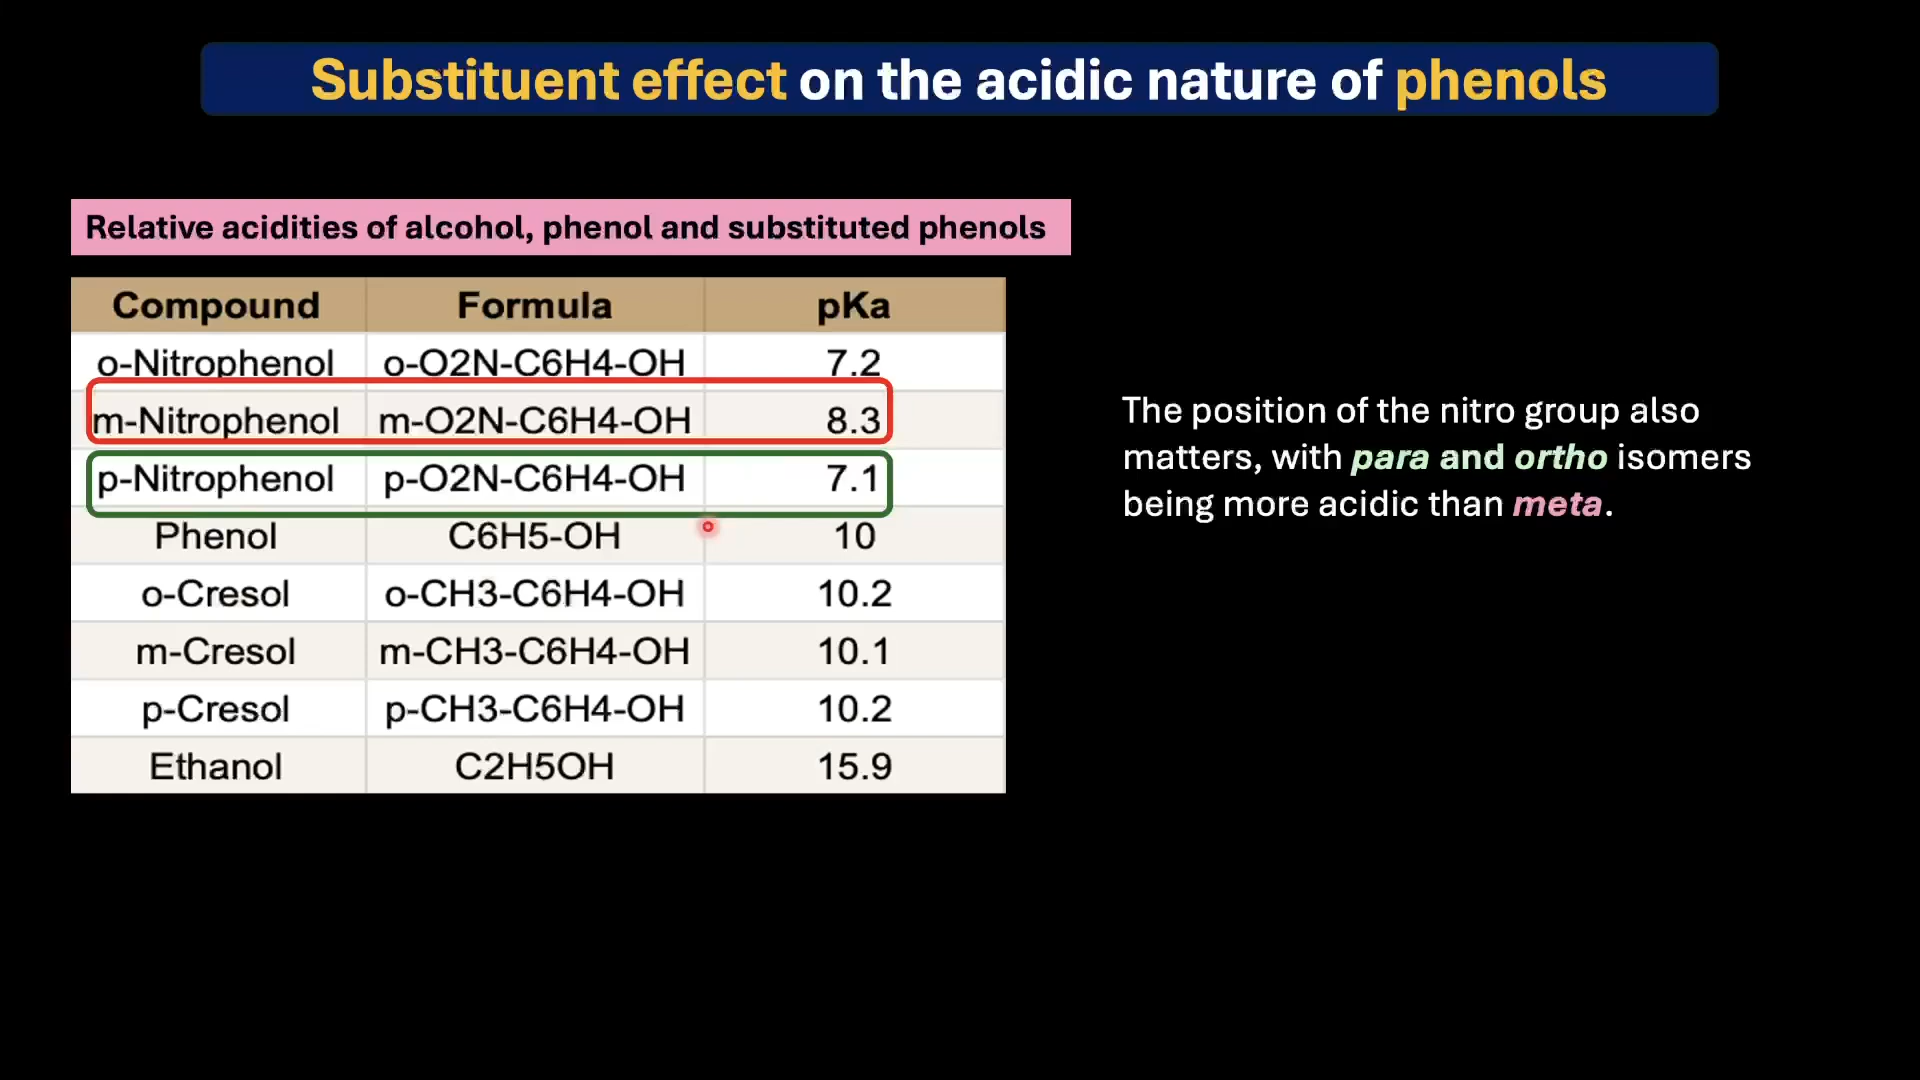 Substituent effect on the acidic nature of phenols
Relative acidities of alcohol, phenol and substituted phenols
Compound Formula pKa
o-Nitrophenol o-O2N-C6H4-OH 7.2
m-Nitrophenol m-O2N-C6H4-OH 8.3
p-Nitrophenol p-O2N-C6H4-OH 7.1
Phenol C6H5-OH 10
o-Cresol o-CH3-C6H4-OH 10.2
m-Cresol m-CH3-C6H4-OH 10.1
p-Cresol p-CH3-C6H4-OH 10.2
Ethanol C2H5OH 15.9
The position of the nitro group also
matters, with para and ortho isomers
being more acidic than meta.